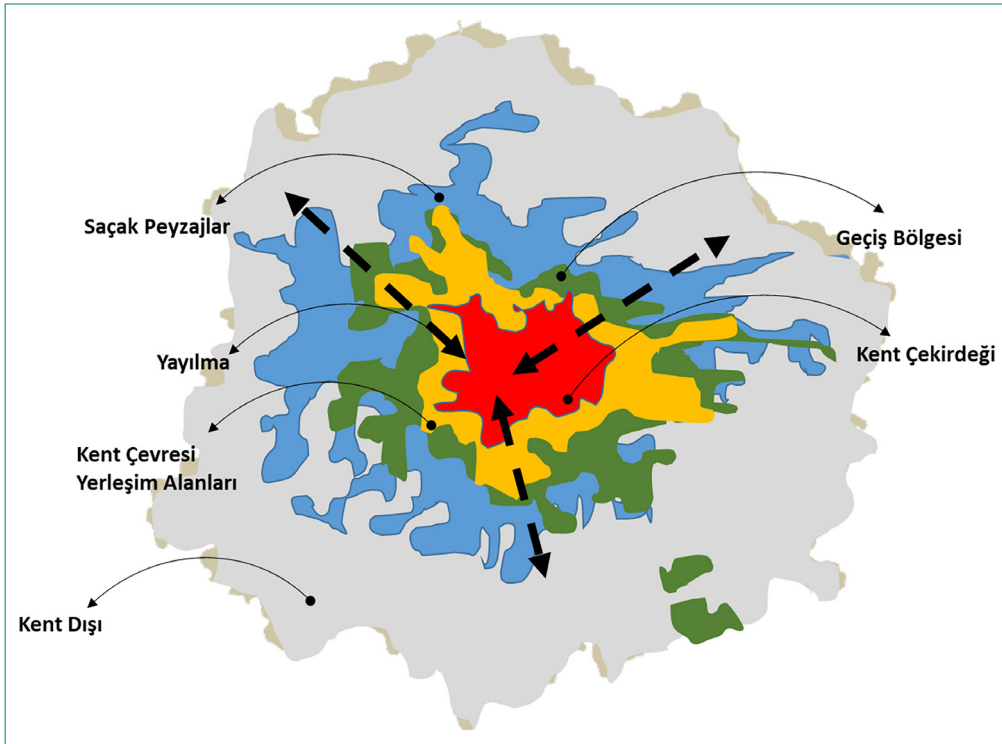 Saçak Peyzajlar
Geçiş Bölgesi
Yayılma
Kent Çekirdeği
Kent Çevresi
Yerleşim Alanları
Kent Dışı